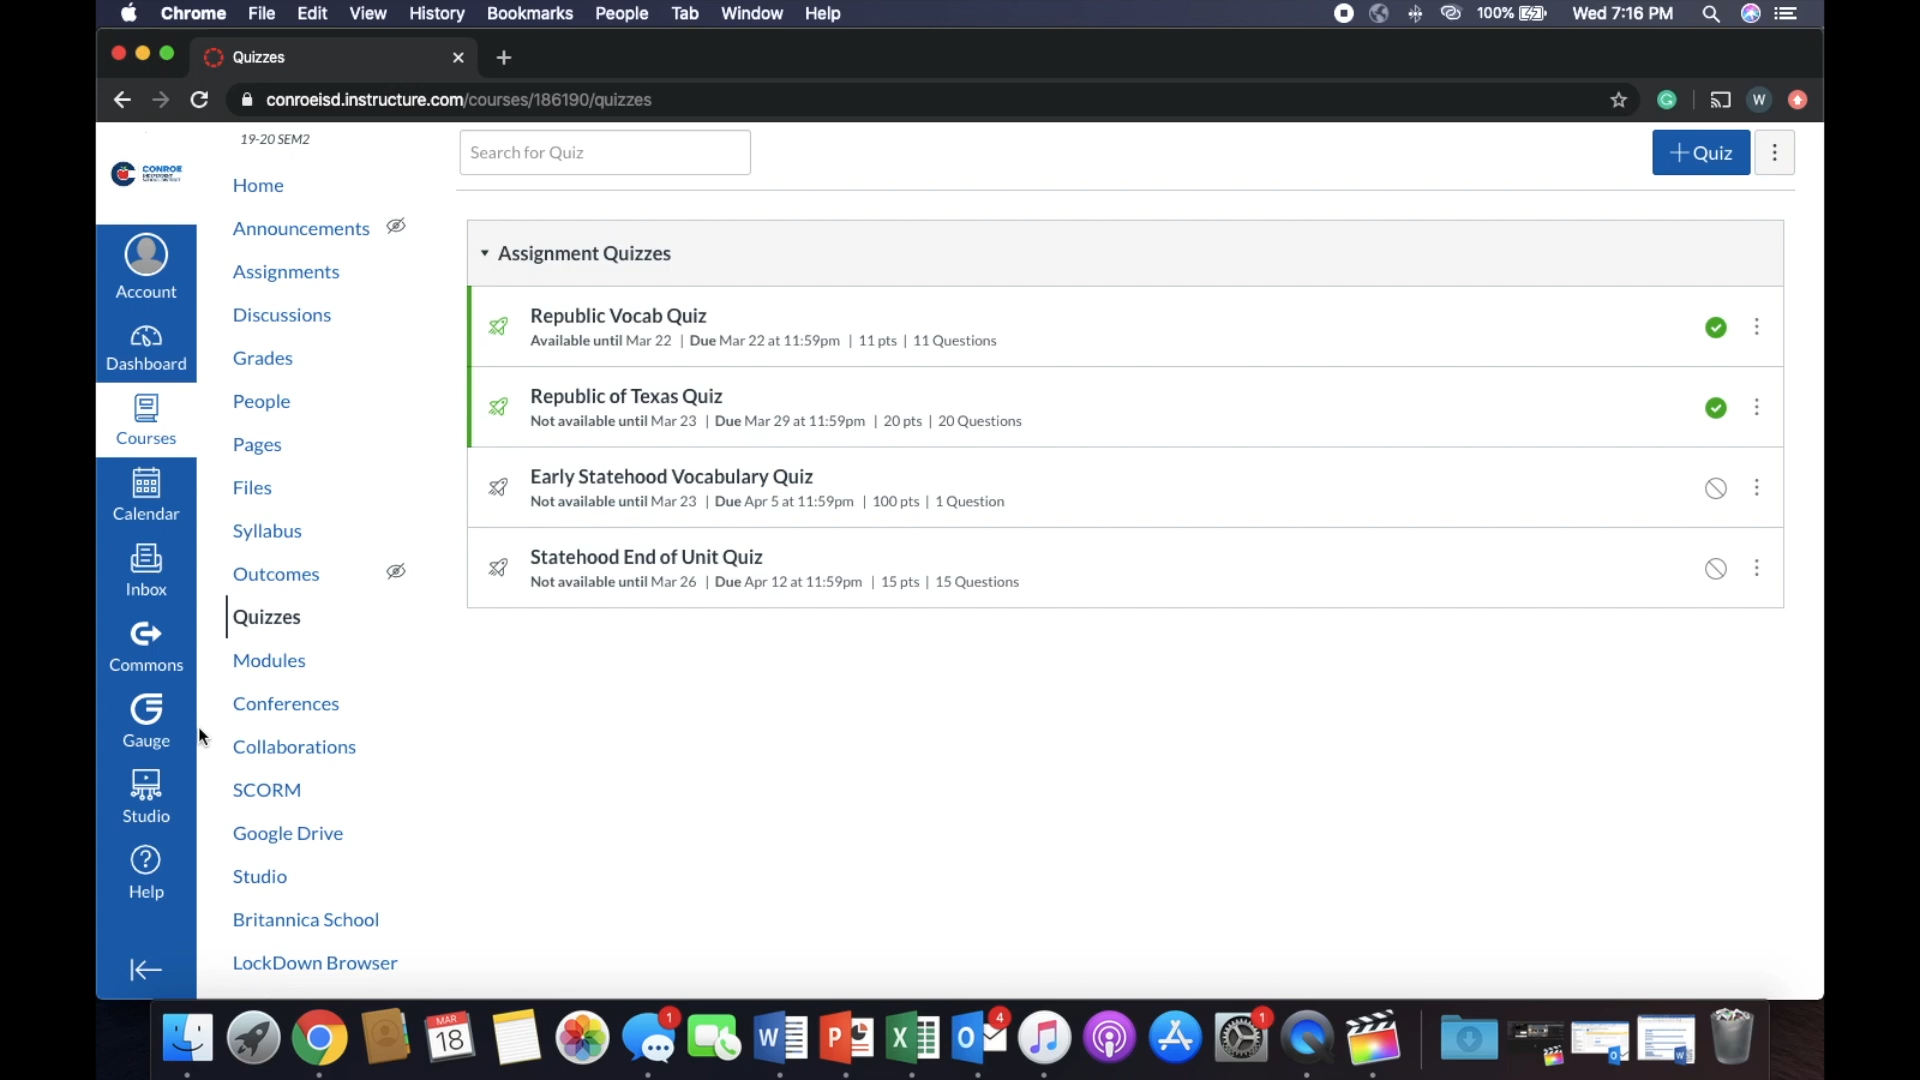 Chrome File Edit View History Bookmarks People Tab Window Help
100% Wed 7:16 PM
Quizzes
conroeisd.instructure.com/courses/186190/quizzes
W
CONROE
19-20 SEM2
Home
Announcements
Assignments
Discussions
Grades
People
Pages
Files
Syllabus
Outcomes
Quizzes
Modules
Conferences
Collaborations
SCORM
Google Drive
Studio
Britannica School
LockDown Browser
Account
Dashboard
Courses
Calendar
Inbox
Commons
Gauge
Studio
Help
Search for Quiz
+ Quiz
Assignment Quizzes
Republic Vocab Quiz
Available until Mar 22 | Due Mar 22 at 11:59pm | 11 pts | 11 Questions
Republic of Texas Quiz
Not available until Mar 23 | Due Mar 29 at 11:59pm | 20 pts | 20 Questions
Early Statehood Vocabulary Quiz
Not available until Mar 23 | Due Apr 5 at 11:59pm | 100 pts | 1 Question
Statehood End of Unit Quiz
Not available until Mar 26 | Due Apr 12 at 11:59pm | 15 pts | 15 Questions
MAR
18
1
W
P
X
O
4
1